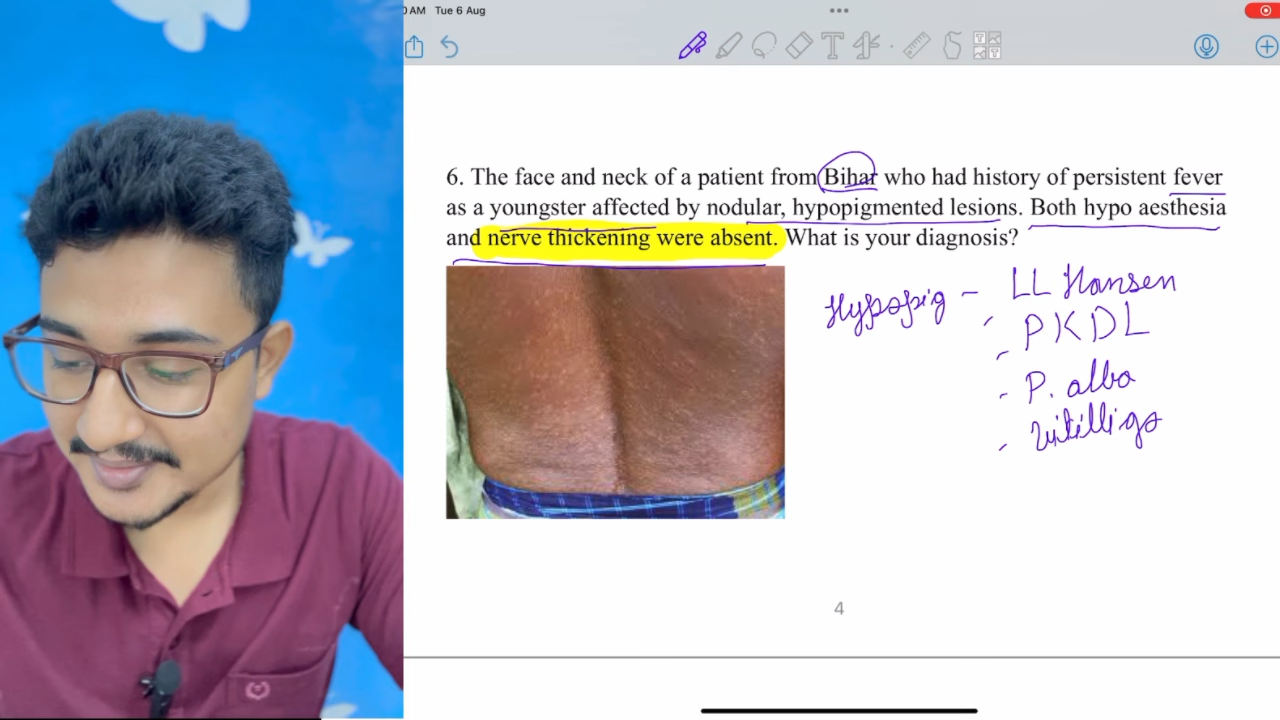 0 AM Tue 6 Aug
6. The face and neck of a patient from Bihar who had history of persistent fever
as a youngster affected by nodular, hypopigmented lesions. Both hypo aesthesia
and nerve thickening were absent. What is your diagnosis?
Hypopig - LL Hansen
- PKDL
- P. alba
- Vitilligo
4